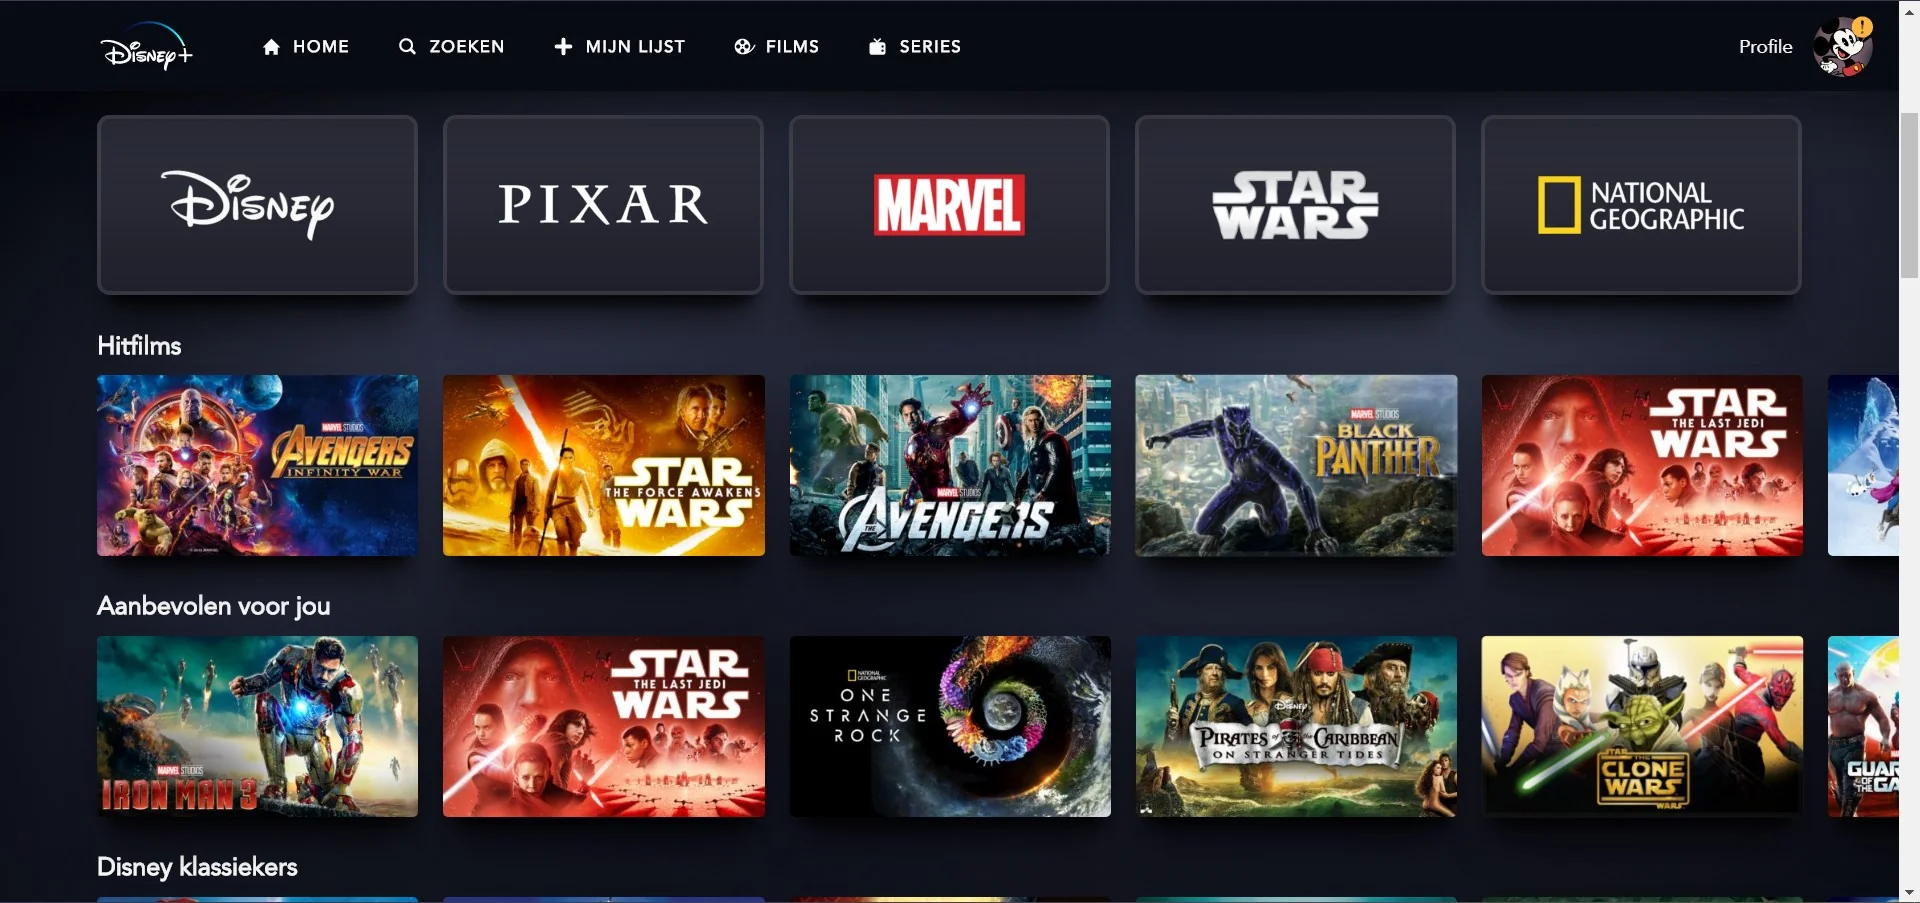 Disney+ HOME ZOEKEN MIJN LIJST FILMS SERIES Profile
Disney
PIXAR
MARVEL
STAR
WARS
NATIONAL
GEOGRAPHIC
Hitfilms
MARVEL STUDIOS
AVENGERS
INFINITY WAR
STAR
THE FORCE AWAKENS
WARS
MARVEL STUDIOS
THE AVENGERS
MARVEL STUDIOS
BLACK
PANTHER
STAR
THE LAST JEDI
WARS
Aanbevolen voor jou
MARVEL STUDIOS
IRON MAN 3
STAR
THE LAST JEDI
WARS
NATIONAL
GEOGRAPHIC
ONE
STRANGE
ROCK
Disney
PIRATES of the CARIBBEAN
ON STRANGER TIDES
STAR
THE
CLONE
WARS
WARS
GUAR
OF
THE GA
Disney klassiekers